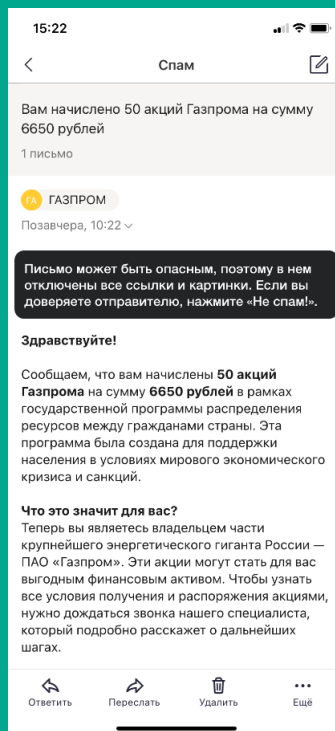 15:22
Спам
Вам начислено 50 акций Газпрома на сумму
6650 рублей
1 письмо
ГА ГАЗПРОМ
Позавчера, 10:22
Письмо может быть опасным, поэтому в нем
отключены все ссылки и картинки. Если вы
доверяете отправителю, нажмите «Не спам!».
Здравствуйте!
Сообщаем, что вам начислены 50 акций
Газпрома на сумму 6650 рублей в рамках
государственной программы распределения
ресурсов между гражданами страны. Эта
программа была создана для поддержки
населения в условиях мирового экономического
кризиса и санкций.
Что это значит для вас?
Теперь вы являетесь владельцем части
крупнейшего энергетического гиганта России —
ПАО «Газпром». Эти акции могут стать для вас
выгодным финансовым активом. Чтобы узнать
все условия получения и распоряжения акциями,
нужно дождаться звонка нашего специалиста,
который подробно расскажет о дальнейших
шагах.
Ответить Переслать Удалить Ещё